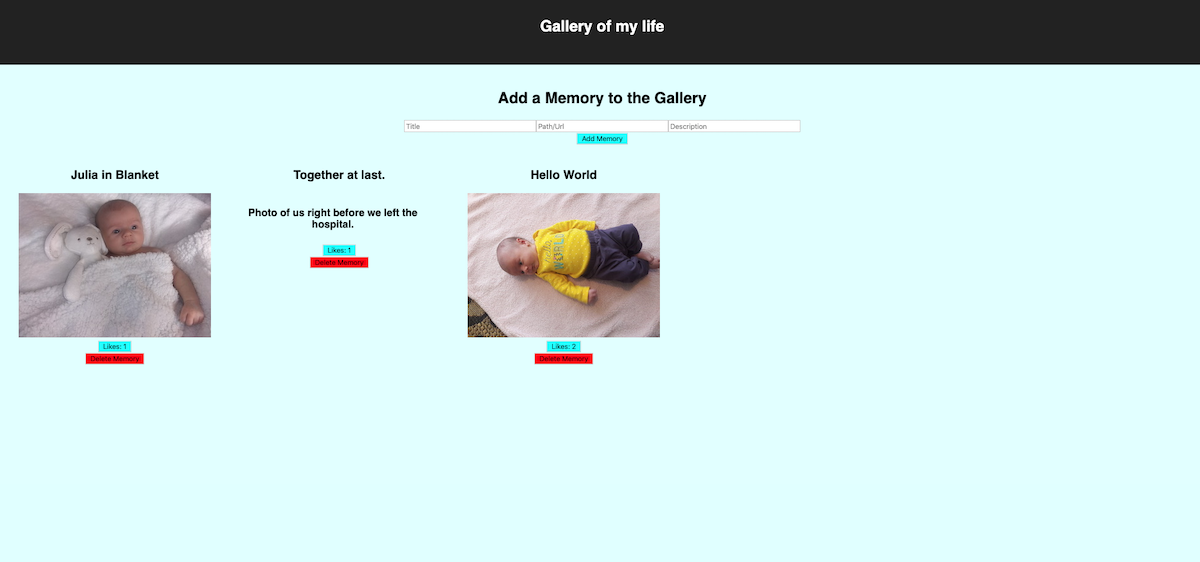 Gallery of my life
Add a Memory to the Gallery
Title
Path/Url
Description
Add Memory
Julia in Blanket
Together at last.
Hello World
Photo of us right before we left the
hospital.
Likes: 1
Delete Memory
hello
WORLD
Likes: 1
Delete Memory
Likes: 2
Delete Memory